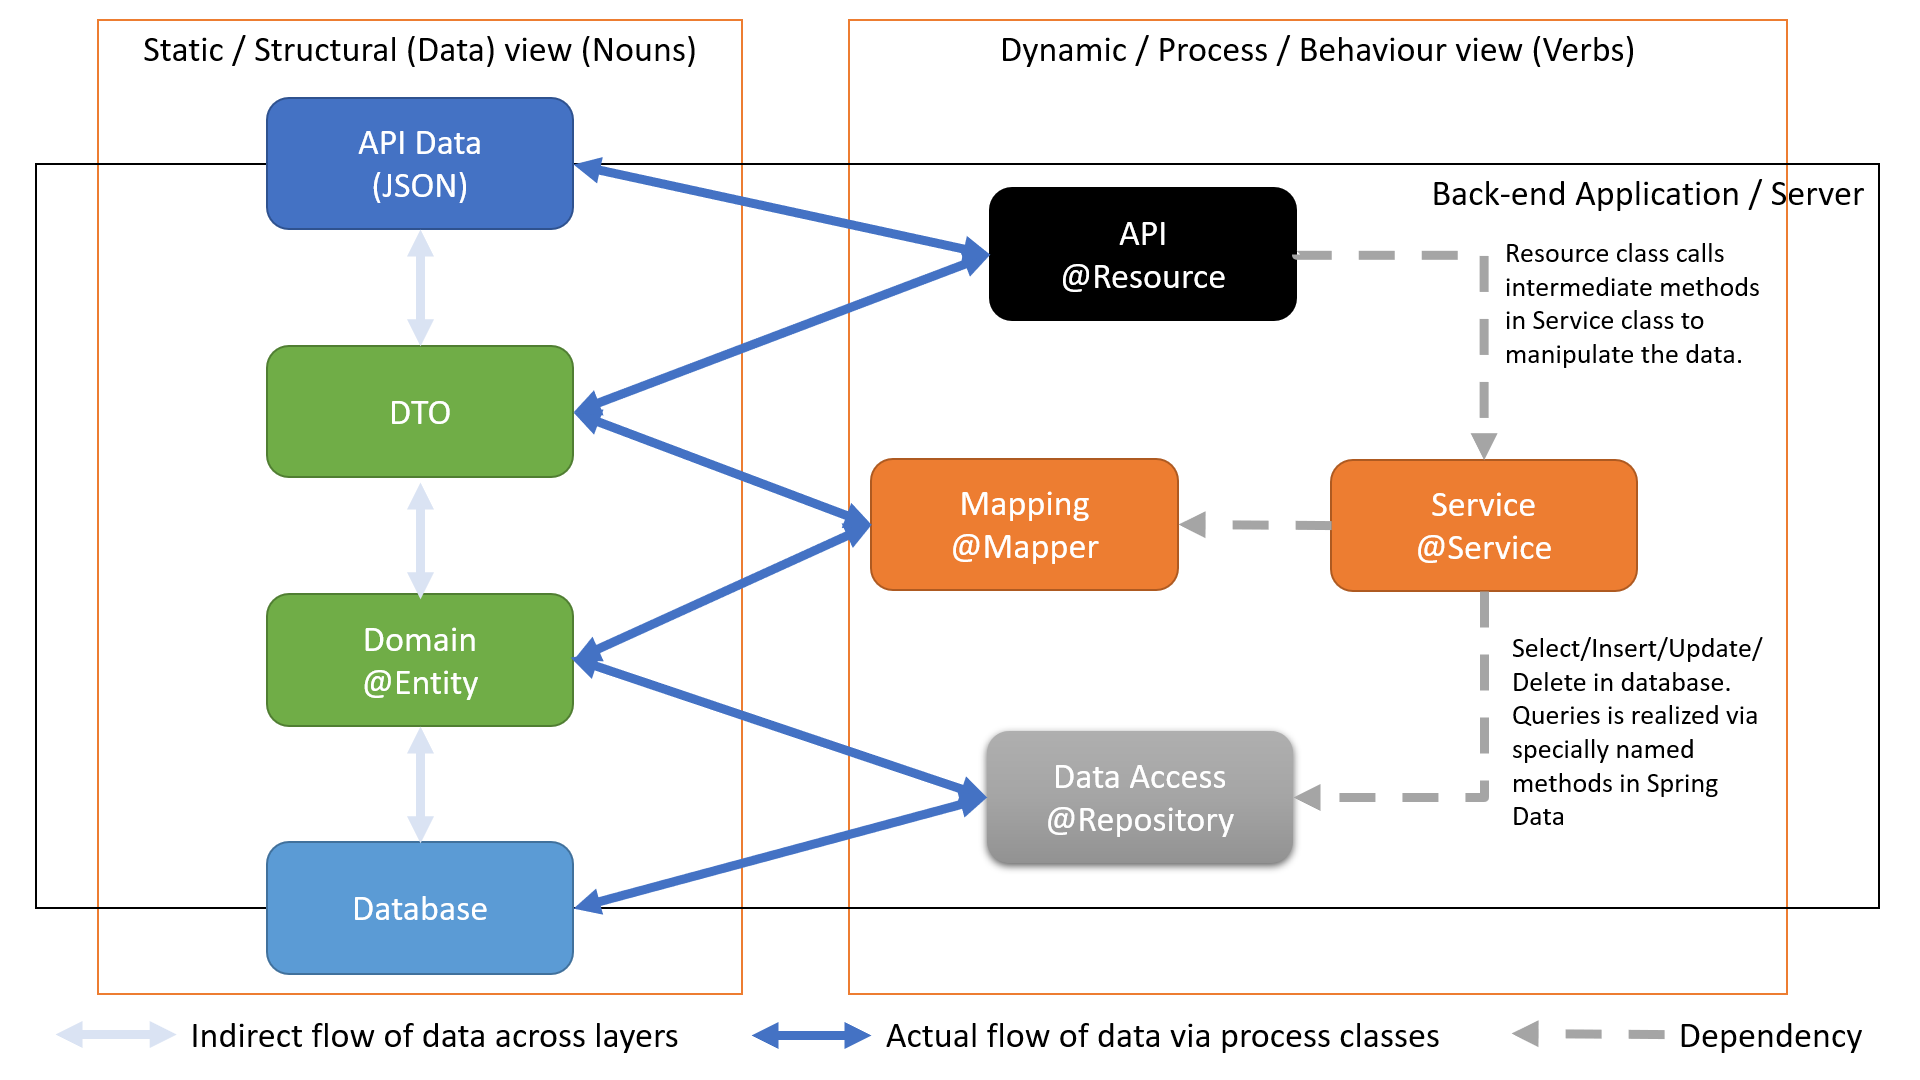 Static / Structural (Data) view (Nouns)
Dynamic / Process / Behaviour view (Verbs)
API Data
(JSON)
Back-end Application / Server
API
@Resource
Resource class calls
intermediate methods
in Service class to
manipulate the data.
DTO
Mapping
@Mapper
Service
@Service
Domain
@Entity
Select/Insert/Update/
Delete in database.
Queries is realized via
specially named
methods in Spring
Data
Data Access
@Repository
Database
Indirect flow of data across layers
Actual flow of data via process classes
Dependency